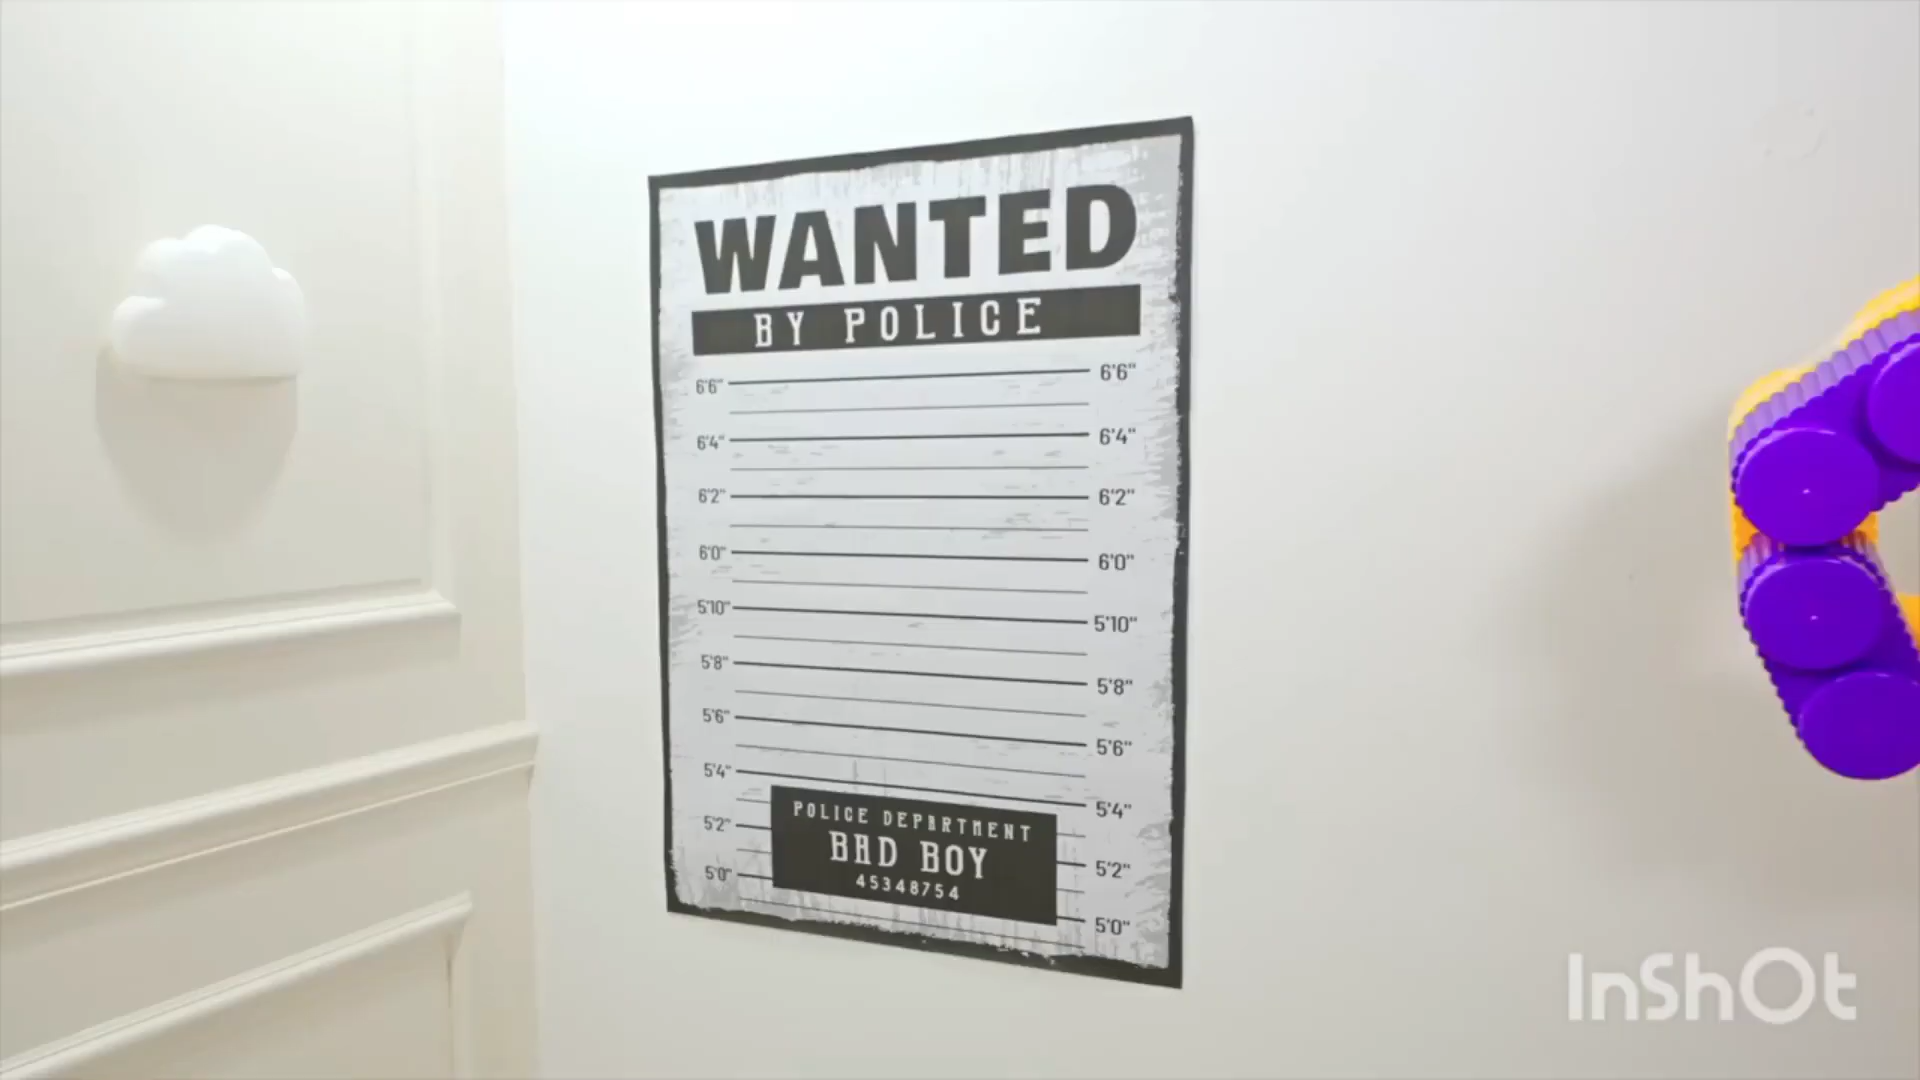 WANTED
BY POLICE
6'6" 6'6"
6'4" 6'4"
6'2" 6'2"
6'0" 6'0"
5'10" 5'10"
5'8" 5'8"
5'6" 5'6"
5'4" 5'4"
POLICE DEPARTMENT
5'2" 5'2"
BAD BOY
45348754
5'0" 5'0"
InShOt